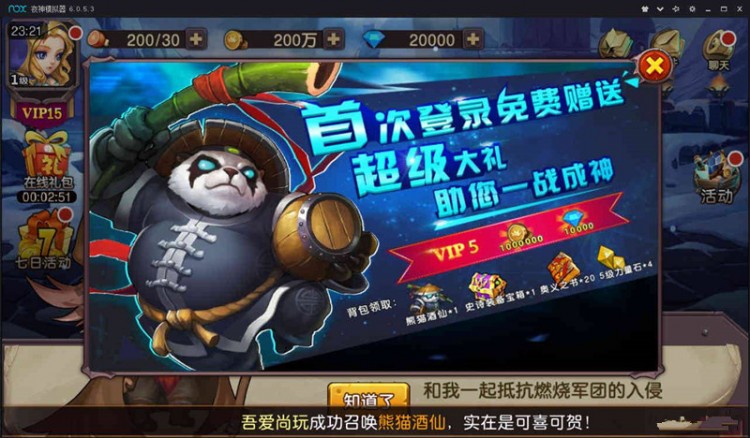 nox 夜神模拟器 6.0.5.3
23:21
200/30
200万
20000
1级
聊天
VIP15
首次登录免费赠送
超级大礼
助您一战成神
礼
在线礼包
00:02:51
活动
VIP 5
1000000
10000
7
七日活动
背包领取:
熊猫酒仙*1 史诗装备宝箱*1 奥义之书*20 5级力量石*4
知道了
和我一起抵抗燃烧军团的入侵
吾爱尚玩成功召唤熊猫酒仙，实在是可喜可贺！